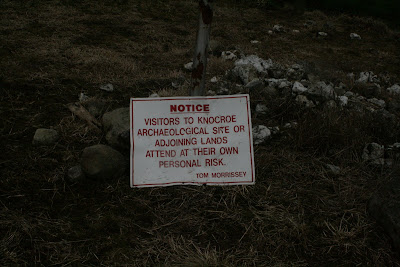 NOTICE
VISITORS TO KNOCROE
ARCHAEOLOGICAL SITE OR
ADJOINING LANDS
ATTEND AT THEIR OWN
PERSONAL RISK.
TOM MORRISSEY